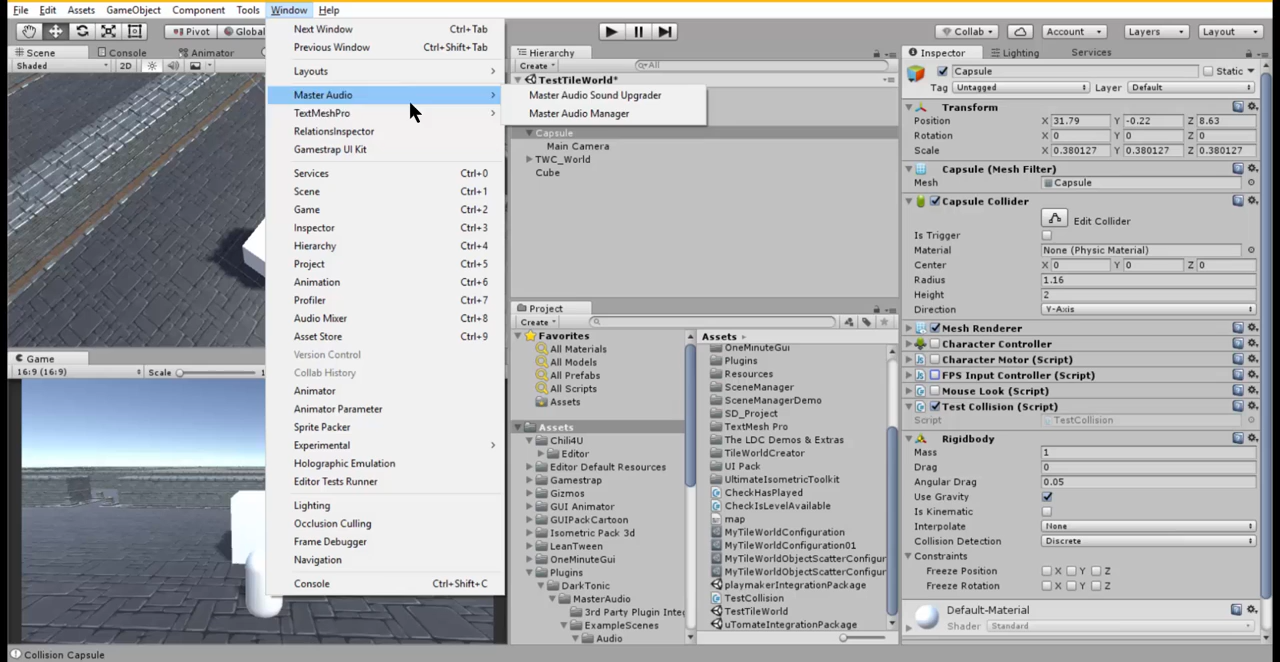 File Edit Assets GameObject Component Tools Window Help
Pivot Global
Collab Account Layers Layout
Scene Console Animator
Shaded 2D
Next Window Ctrl+Tab
Previous Window Ctrl+Shift+Tab
Layouts
Master Audio
TextMeshPro
RelationsInspector
Gamestrap UI Kit
Services Ctrl+0
Scene Ctrl+1
Game Ctrl+2
Inspector Ctrl+3
Hierarchy Ctrl+4
Project Ctrl+5
Animation Ctrl+6
Profiler Ctrl+7
Audio Mixer Ctrl+8
Asset Store Ctrl+9
Version Control
Collab History
Animator
Animator Parameter
Sprite Packer
Experimental
Holographic Emulation
Editor Tests Runner
Lighting
Occlusion Culling
Frame Debugger
Navigation
Console Ctrl+Shift+C
Master Audio Sound Upgrader
Master Audio Manager
Game
16:9 (16:9) Scale 1
Hierarchy
Create All
TestTileWorld*
Capsule
Main Camera
TWC_World
Cube
Project
Create
Favorites
All Materials
All Models
All Prefabs
All Scripts
Assets
Assets
Chili4U
Editor
Editor Default Resources
Gamestrap
Gizmos
GUI Animator
GUIPackCartoon
Isometric Pack 3d
LeanTween
OneMinuteGui
Plugins
DarkTonic
MasterAudio
3rd Party Plugin Integ
ExampleScenes
Audio
Assets
OneMinuteGui
Plugins
Resources
SceneManager
SceneManagerDemo
SD_Project
TextMesh Pro
The LDC Demos & Extras
TileWorldCreator
UI Pack
UltimateIsometricToolkit
CheckHasPlayed
CheckIsLevelAvailable
map
MyTileWorldConfiguration
MyTileWorldConfiguration01
MyTileWorldObjectScatterConfigur
MyTileWorldObjectScatterConfigur
playmakerIntegrationPackage
TestCollision
TestTileWorld
uTomateIntegrationPackage
Inspector Lighting Services
Capsule Static
Tag Untagged Layer Default
Transform
Position X 31.79 Y -0.22 Z 8.63
Rotation X 0 Y 0 Z 0
Scale X 0.380127 Y 0.380127 Z 0.380127
Capsule (Mesh Filter)
Mesh Capsule
Capsule Collider
Edit Collider
Is Trigger
Material None (Physic Material)
Center X 0 Y 0 Z 0
Radius 1.16
Height 2
Direction Y-Axis
Mesh Renderer
Character Controller
Character Motor (Script)
FPS Input Controller (Script)
Mouse Look (Script)
Test Collision (Script)
Script TestCollision
Rigidbody
Mass 1
Drag 0
Angular Drag 0.05
Use Gravity
Is Kinematic
Interpolate None
Collision Detection Discrete
Constraints
Freeze Position X Y Z
Freeze Rotation X Y Z
Default-Material
Shader Standard
Collision Capsule